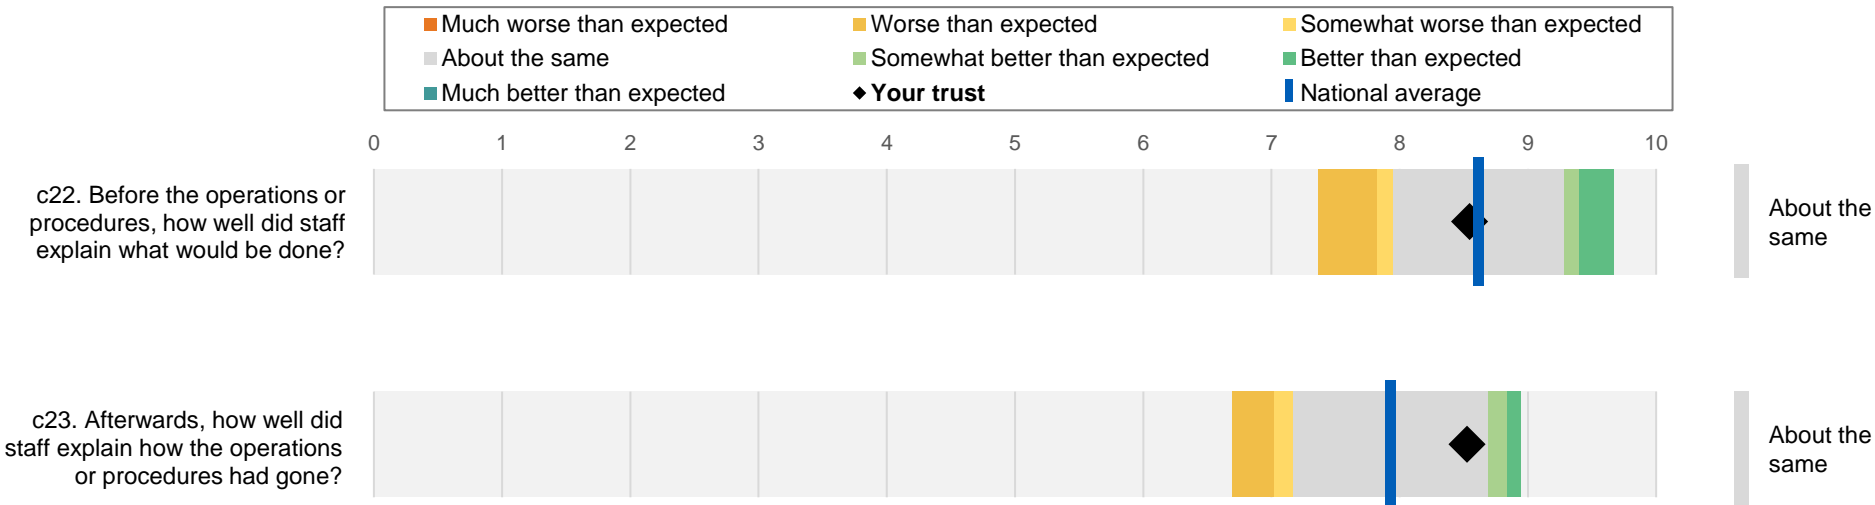 Much worse than expected
Worse than expected
Somewhat worse than expected
About the same
Somewhat better than expected
Better than expected
Much better than expected
Your trust
National average
0 1 2 3 4 5 6 7 8 9 10
c22. Before the operations or
procedures, how well did staff
explain what would be done?
About the
same
c23. Afterwards, how well did
staff explain how the operations
or procedures had gone?
About the
same